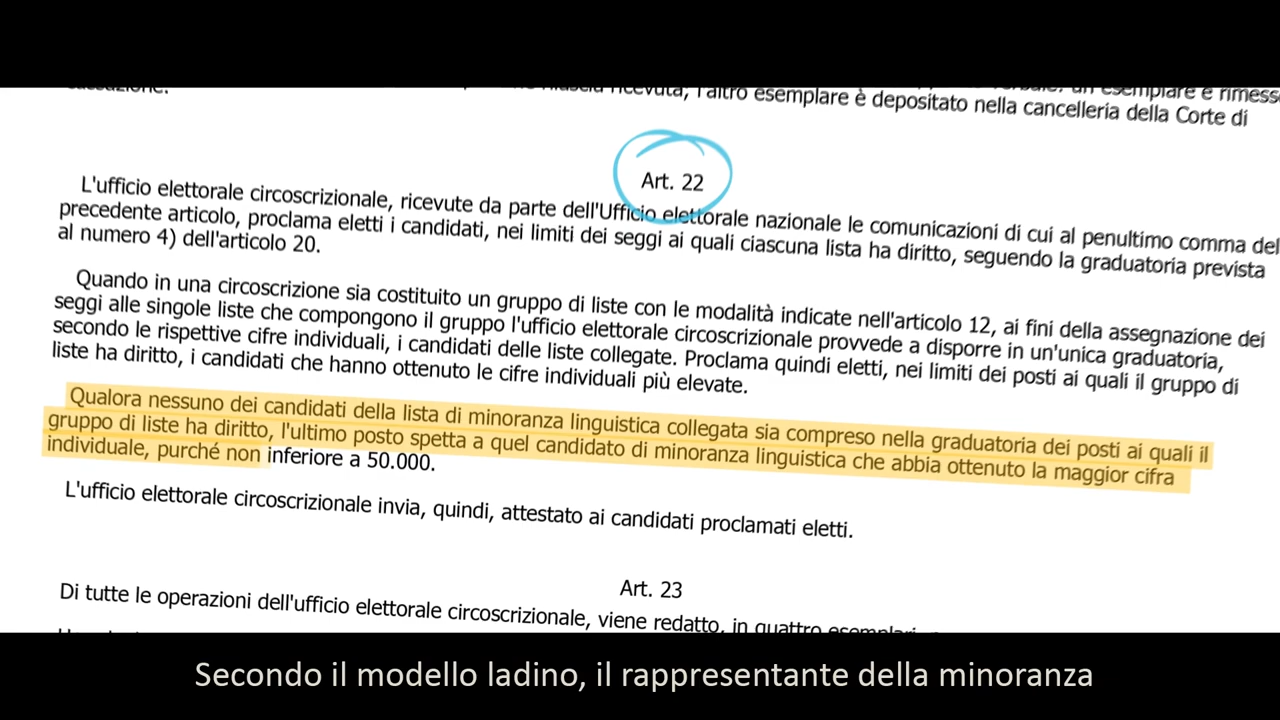 l'altro esemplare è depositato nella cancelleria della Corte di
Art. 22
L'ufficio elettorale circoscrizionale, ricevute da parte dell'Ufficio elettorale nazionale le comunicazioni di cui al penultimo comma del
precedente articolo, proclama eletti i candidati, nei limiti dei seggi ai quali ciascuna lista ha diritto, seguendo la graduatoria prevista
al numero 4) dell'articolo 20.
Quando in una circoscrizione sia costituito un gruppo di liste con le modalità indicate nell'articolo 12, ai fini della assegnazione dei
seggi alle singole liste che compongono il gruppo l'ufficio elettorale circoscrizionale provvede a disporre in un'unica graduatoria,
secondo le rispettive cifre individuali, i candidati delle liste collegate. Proclama quindi eletti, nei limiti dei posti ai quali il gruppo di
liste ha diritto, i candidati che hanno ottenuto le cifre individuali più elevate.
Qualora nessuno dei candidati della lista di minoranza linguistica collegata sia compreso nella graduatoria dei posti ai quali il
gruppo di liste ha diritto, l'ultimo posto spetta a quel candidato di minoranza linguistica che abbia ottenuto la maggior cifra
individuale, purché non inferiore a 50.000.
L'ufficio elettorale circoscrizionale invia, quindi, attestato ai candidati proclamati eletti.
Art. 23
Di tutte le operazioni dell'ufficio elettorale circoscrizionale, viene redatto, in quattro
Secondo il modello ladino, il rappresentante della minoranza